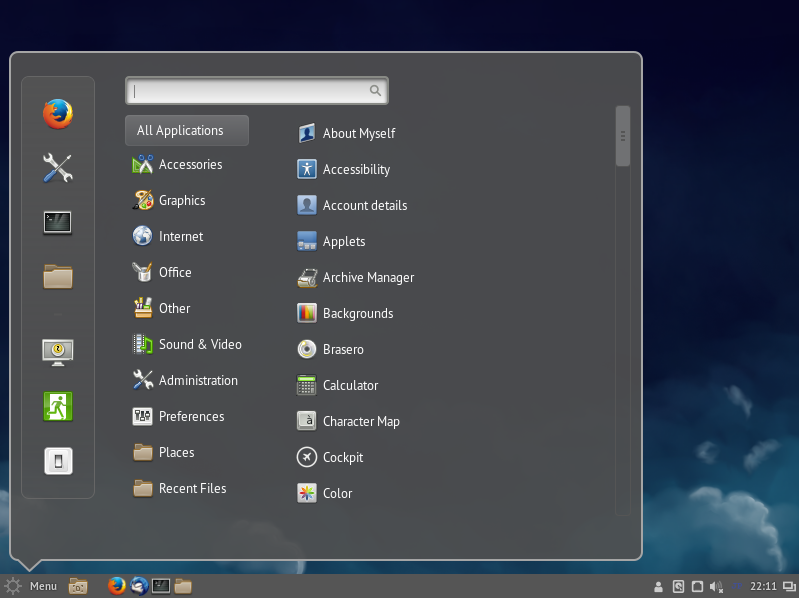 All Applications
Accessories
Graphics
Internet
Office
Other
Sound & Video
Administration
Preferences
Places
Recent Files
About Myself
Accessibility
Account details
Applets
Archive Manager
Backgrounds
Brasero
Calculator
Character Map
Cockpit
Color
Menu
22:11